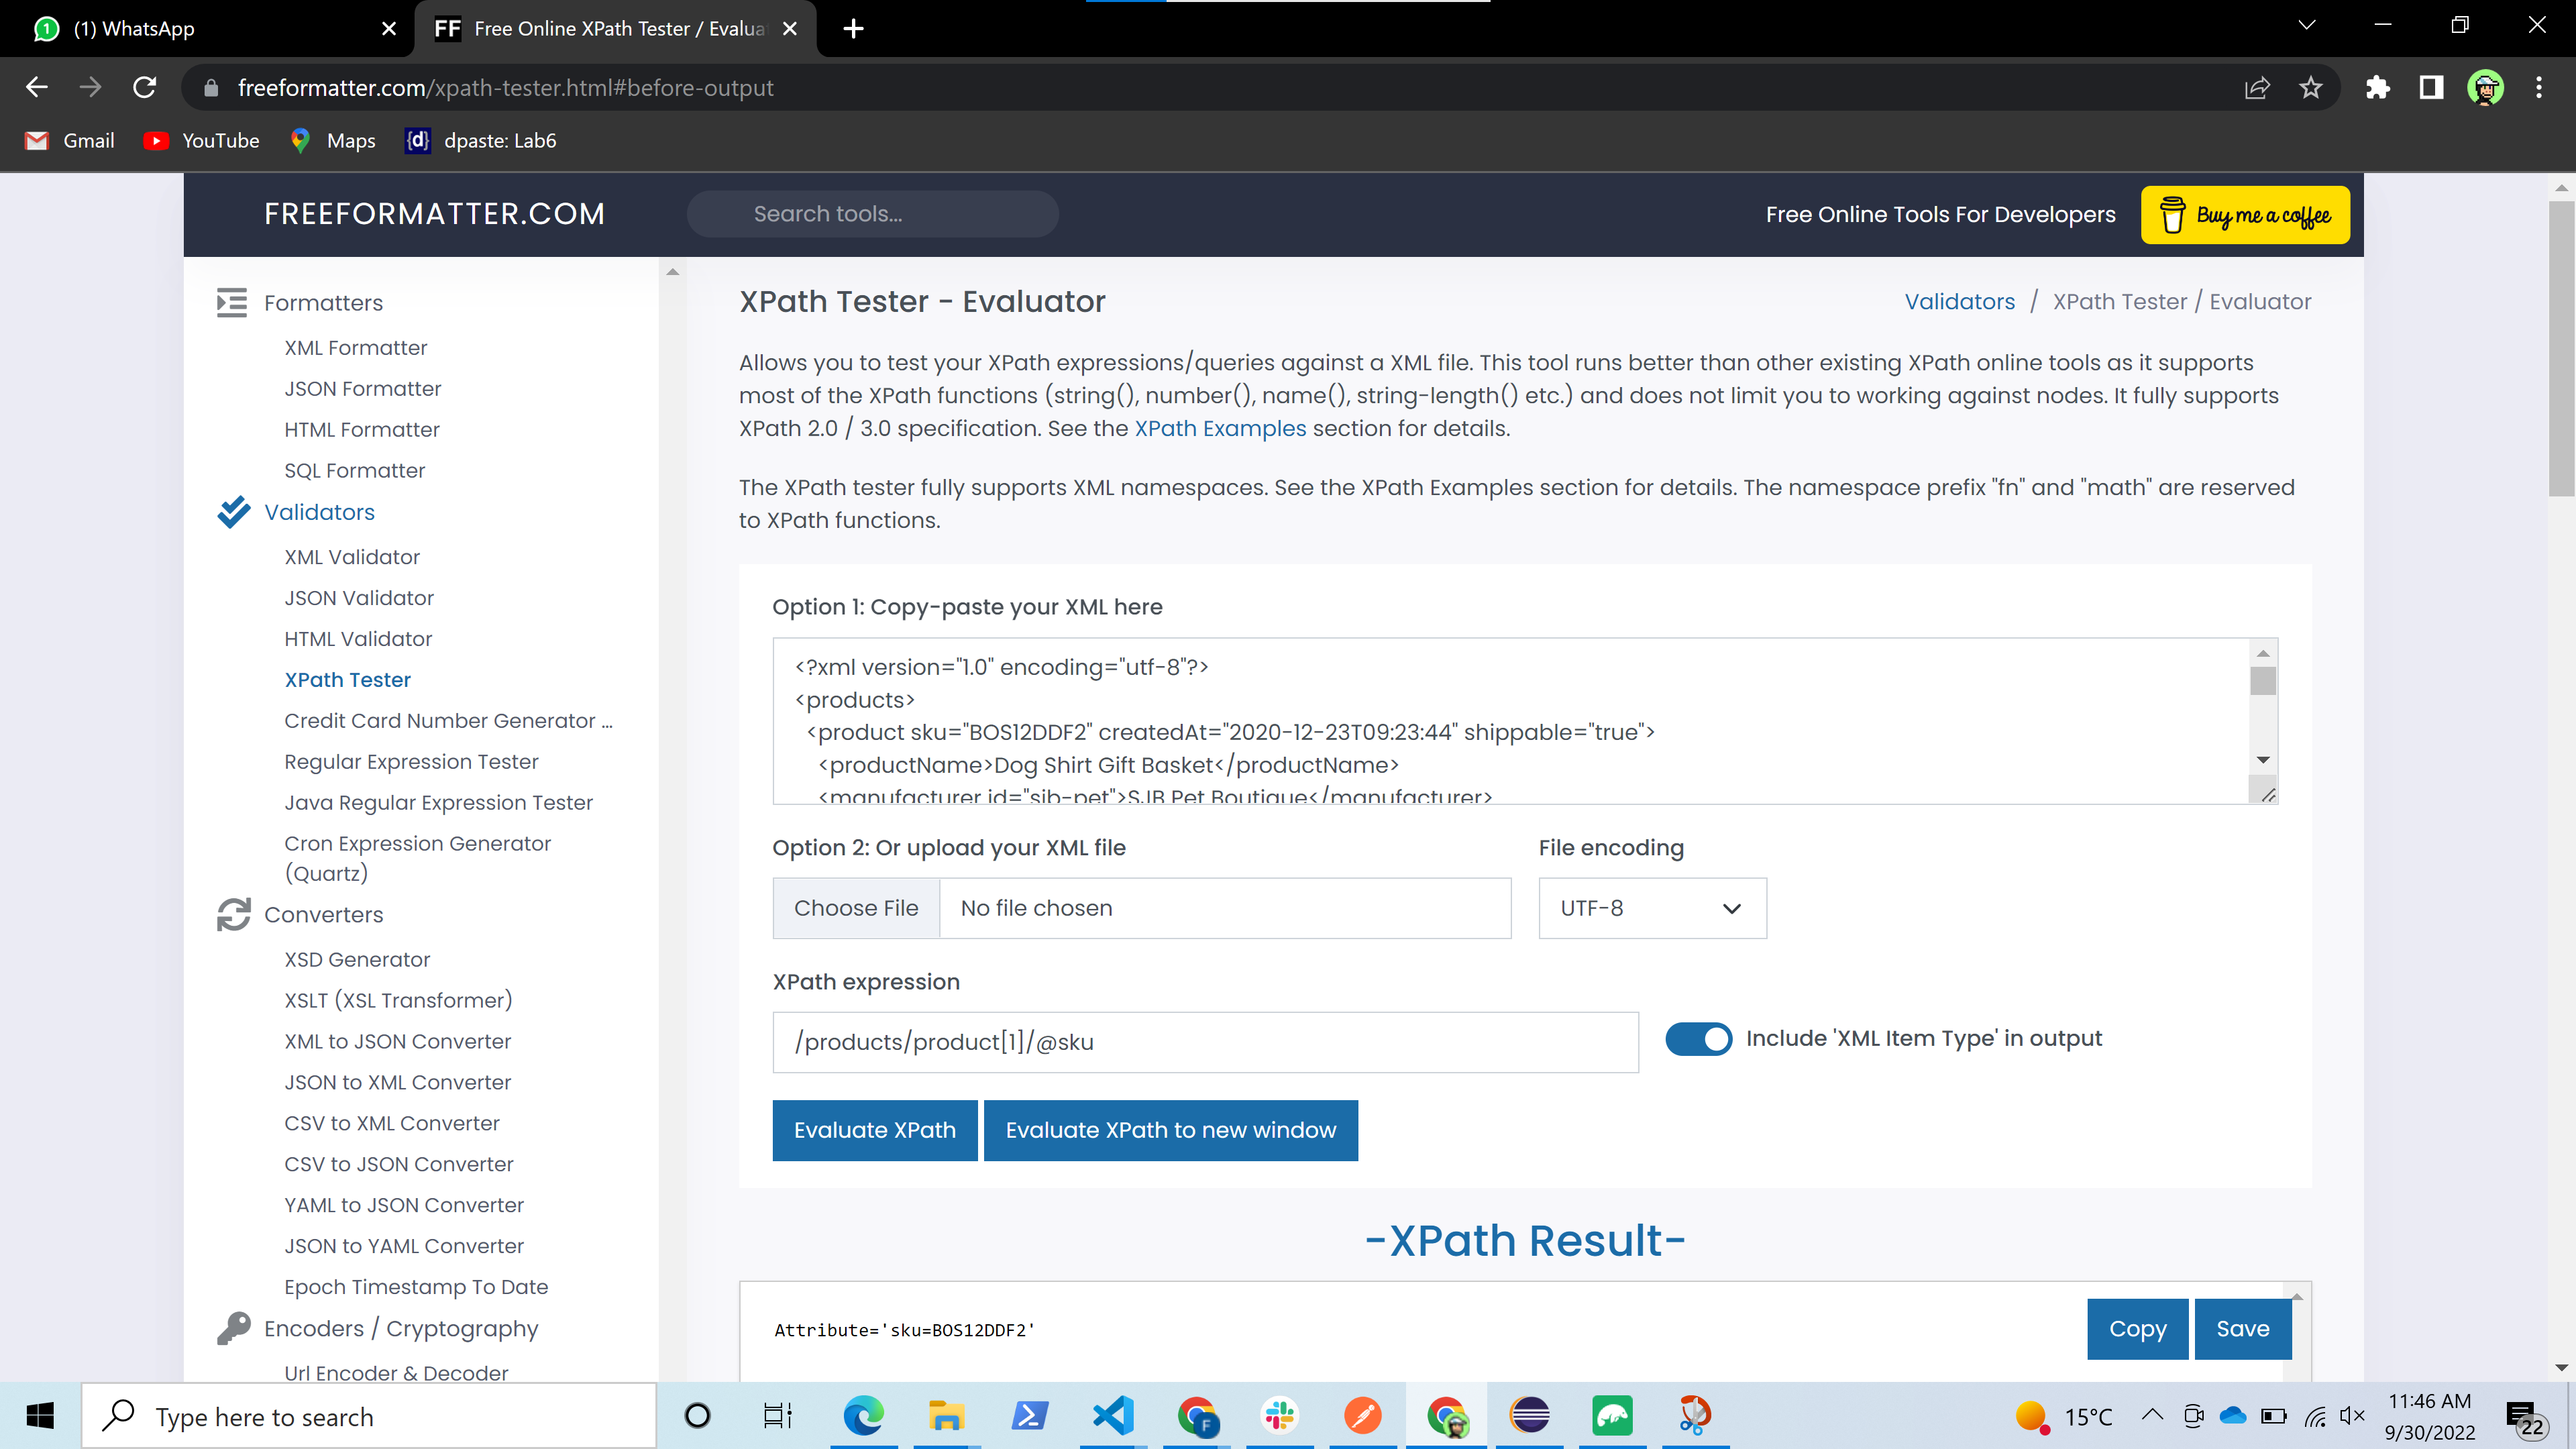 (1) WhatsApp
FF Free Online XPath Tester / Evalua
freeformatter.com/xpath-tester.html#before-output
Gmail YouTube Maps {d} dpaste: Lab6
FREEFORMATTER.COM Search tools... Free Online Tools For Developers Buy me a coffee
Formatters
XML Formatter
JSON Formatter
HTML Formatter
SQL Formatter
Validators
XML Validator
JSON Validator
HTML Validator
XPath Tester
Credit Card Number Generator ...
Regular Expression Tester
Java Regular Expression Tester
Cron Expression Generator
(Quartz)
Converters
XSD Generator
XSLT (XSL Transformer)
XML to JSON Converter
JSON to XML Converter
CSV to XML Converter
CSV to JSON Converter
YAML to JSON Converter
JSON to YAML Converter
Epoch Timestamp To Date
Encoders / Cryptography
Url Encoder & Decoder
XPath Tester - Evaluator Validators / XPath Tester / Evaluator
Allows you to test your XPath expressions/queries against a XML file. This tool runs better than other existing XPath online tools as it supports
most of the XPath functions (string(), number(), name(), string-length() etc.) and does not limit you to working against nodes. It fully supports
XPath 2.0 / 3.0 specification. See the XPath Examples section for details.
The XPath tester fully supports XML namespaces. See the XPath Examples section for details. The namespace prefix "fn" and "math" are reserved
to XPath functions.
Option 1: Copy-paste your XML here
<?xml version="1.0" encoding="utf-8"?>
<products>
<product sku="BOS12DDF2" createdAt="2020-12-23T09:23:44" shippable="true">
<productName>Dog Shirt Gift Basket</productName>
<manufacturer id="sjb-pet">SJB Pet Boutique</manufacturer>
Option 2: Or upload your XML file File encoding
Choose File No file chosen UTF-8
XPath expression
/products/product[1]/@sku Include 'XML Item Type' in output
Evaluate XPath Evaluate XPath to new window
-XPath Result-
Attribute='sku=BOS12DDF2' Copy Save
Type here to search 15°C 11:46 AM
9/30/2022 22